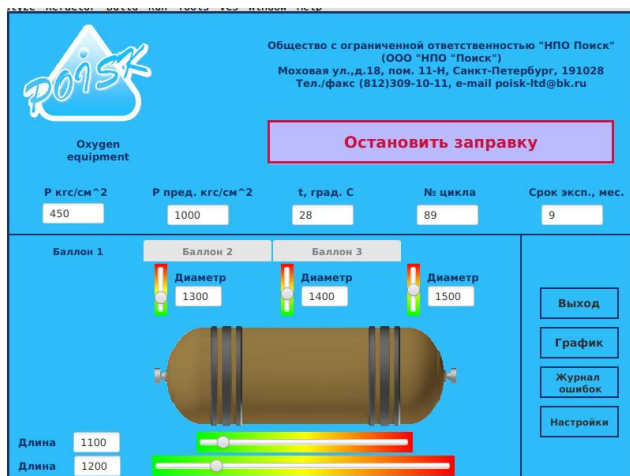 POISK
Общество с ограниченной ответственностью "НПО Поиск"
(ООО "НПО "Поиск")
Моховая ул.,д.18, пом. 11-Н, Санкт-Петербург, 191028
Тел./факс (812)309-10-11, e-mail poisk-ltd@bk.ru
Oxygen
equipment
Остановить заправку
Р кгс/см^2
Р пред. кгс/см^2
t, град. С
№ цикла
Срок эксп., мес.
450
1000
28
89
9
Баллон 1
Баллон 2
Баллон 3
Диаметр
Диаметр
Диаметр
1300
1400
1500
Выход
График
Журнал
ошибок
Настройки
Длина
1100
Длина
1200